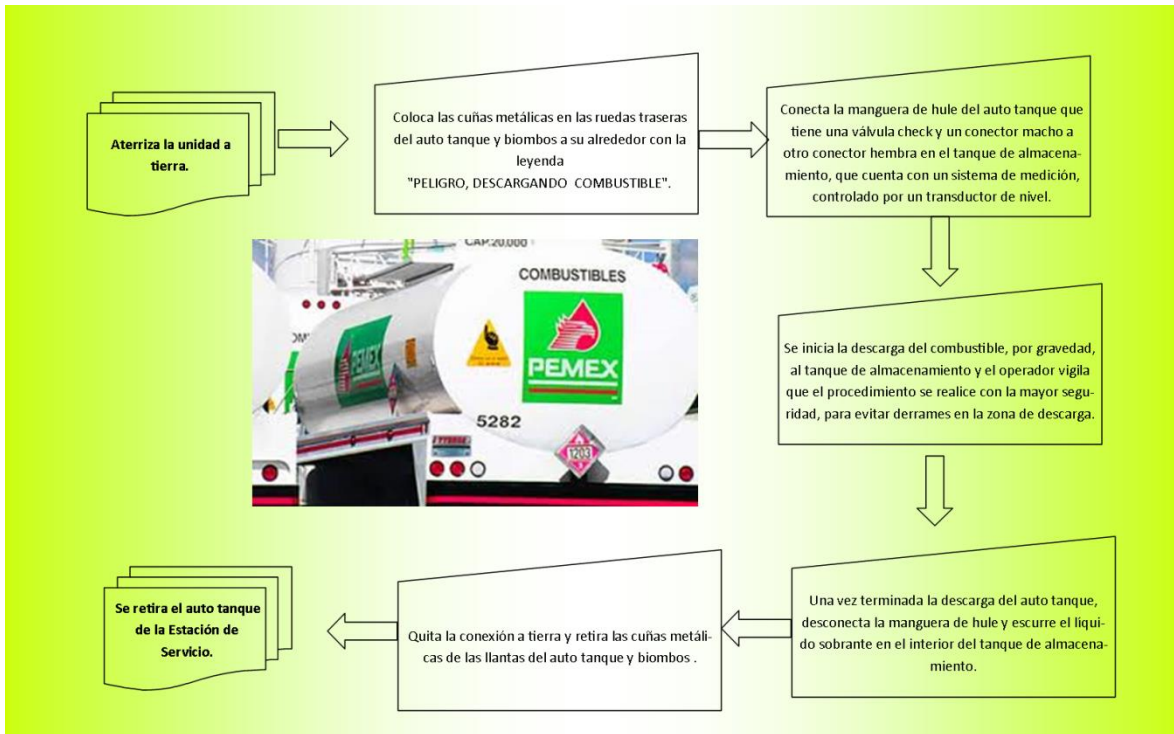 Aterriza la unidad a
tierra.
Coloca las cuñas metálicas en las ruedas traseras
del auto tanque y biombos a su alrededor con la
leyenda
"PELIGRO, DESCARGANDO COMBUSTIBLE".
Conecta la manguera de hule del auto tanque que
tiene una válvula check y un conector macho a
otro conector hembra en el tanque de almacena-
miento, que cuenta con un sistema de medición,
controlado por un transductor de nivel.
Se inicia la descarga del combustible, por gravedad,
al tanque de almacenamiento y el operador vigila
que el procedimiento se realice con la mayor segu-
ridad, para evitar derrames en la zona de descarga.
Una vez terminada la descarga del auto tanque,
desconecta la manguera de hule y escurre el líqui-
do sobrante en el interior del tanque de almacena-
miento.
Quita la conexión a tierra y retira las cuñas metáli-
cas de las llantas del auto tanque y biombos .
Se retira el auto tanque
de la Estación de
Servicio.
CAP.20,000
COMBUSTIBLES
PEMEX
PEMEX
5282
1203